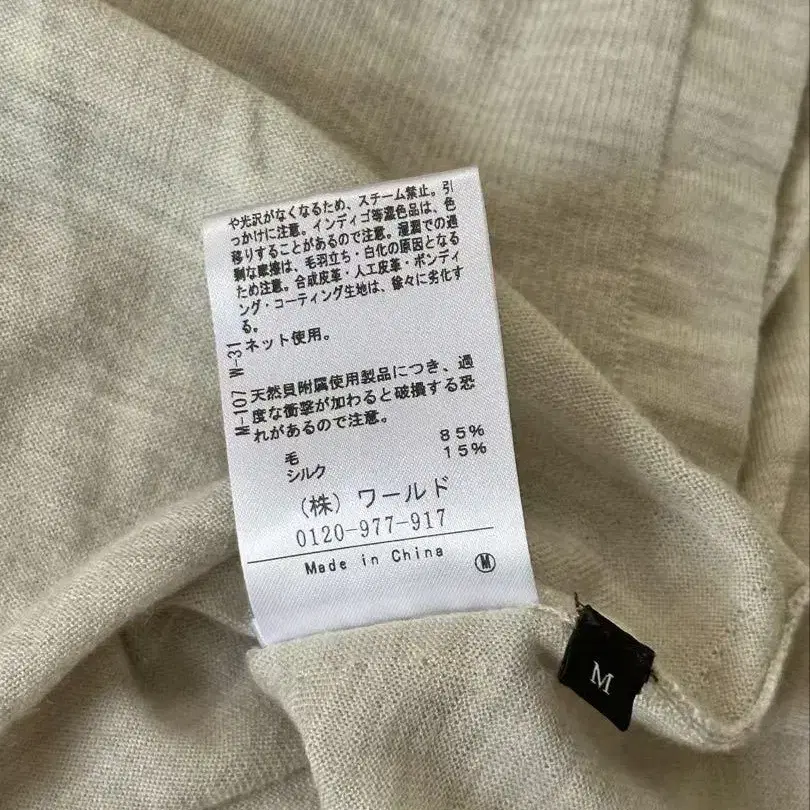 や光沢がなくなるため、スチーム禁止。引
っかけに注意。インディゴ等濃色品は、色
移りすることがあるので注意。湿潤での過
剰な摩擦は、毛羽立ち・白化の原因となる
ため注意。合成皮革・人工皮革・ボンディ
ング・コーティング生地は、徐々に劣化す
る。
ネット使用。
M-107 W-31
天然貝附属使用製品につき、過
度な衝撃が加わると破損する恐
れがあるので注意。
毛 85%
シルク 15%
(株) ワールド
0120-977-917
Made in China
M
M